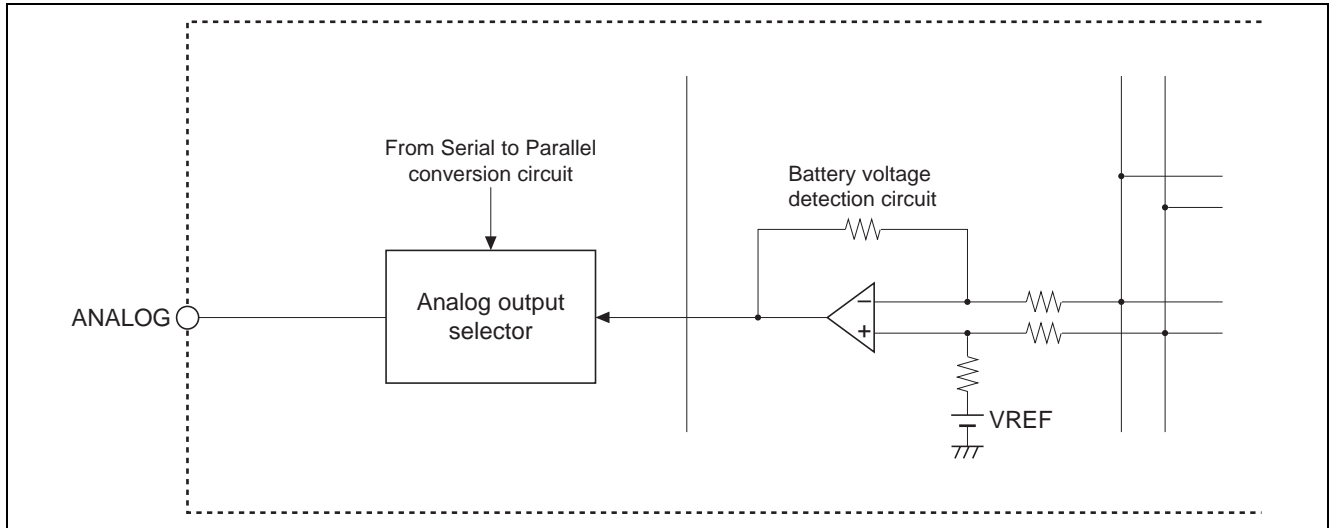 From Serial to Parallel
conversion circuit
Battery voltage
detection circuit
Analog output
selector
ANALOG
−
+
VREF